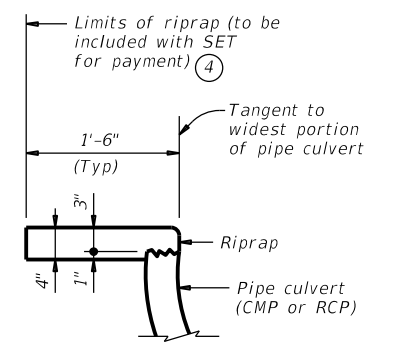 Limits of riprap (to be
included with SET
for payment) 4
Tangent to
widest portion
of pipe culvert
1'-6"
(Typ)
3"
4"
1"
Riprap
Pipe culvert
(CMP or RCP)